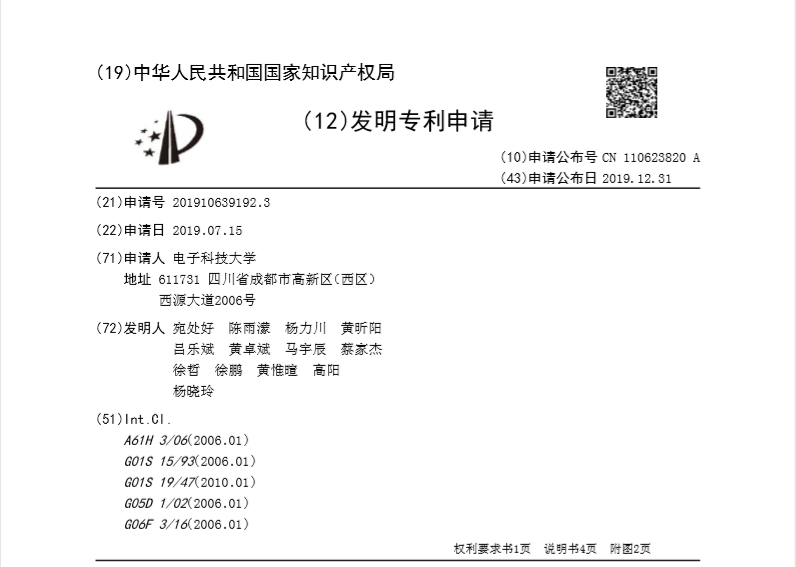 (19)中华人民共和国国家知识产权局
(12)发明专利申请
(10)申请公布号 CN 110623820 A
(43)申请公布日 2019.12.31
(21)申请号 201910639192.3
(22)申请日 2019.07.15
(71)申请人 电子科技大学
地址 611731 四川省成都市高新区(西区)
西源大道2006号
(72)发明人 宛处好 陈雨濛 杨力川 黄昕阳
吕乐斌 黄卓斌 马宇辰 蔡家杰
徐哲 徐鹏 黄惟暄 高阳
杨晓玲
(51)Int.Cl.
A61H 3/06(2006.01)
G01S 15/93(2006.01)
G01S 19/47(2010.01)
G05D 1/02(2006.01)
G06F 3/16(2006.01)
权利要求书1页 说明书4页 附图2页